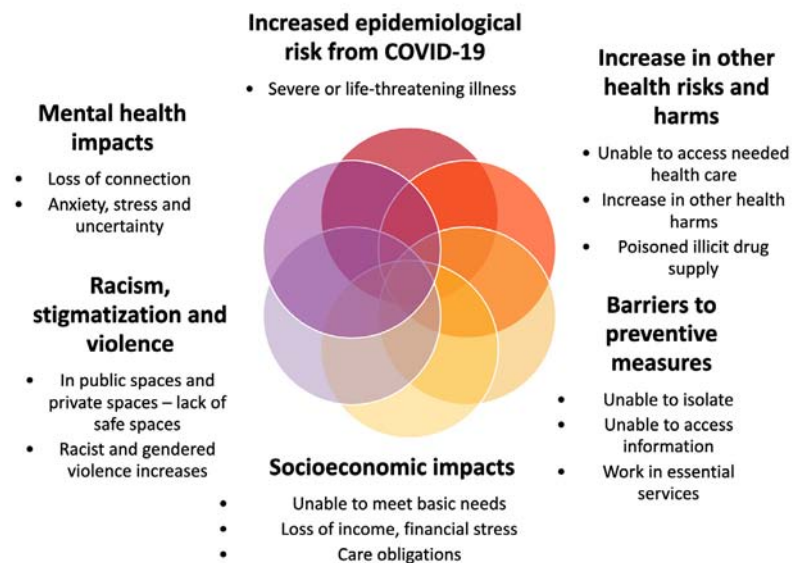 Increased epidemiological
risk from COVID-19
• Severe or life-threatening illness
Increase in other
health risks and
harms
• Unable to access needed
health care
• Increase in other health
harms
• Poisoned illicit drug
supply
Barriers to
preventive
measures
• Unable to isolate
• Unable to access
information
• Work in essential
services
Socioeconomic impacts
• Unable to meet basic needs
• Loss of income, financial stress
• Care obligations
Racism,
stigmatization and
violence
• In public spaces and
private spaces – lack of
safe spaces
• Racist and gendered
violence increases
Mental health
impacts
• Loss of connection
• Anxiety, stress and
uncertainty